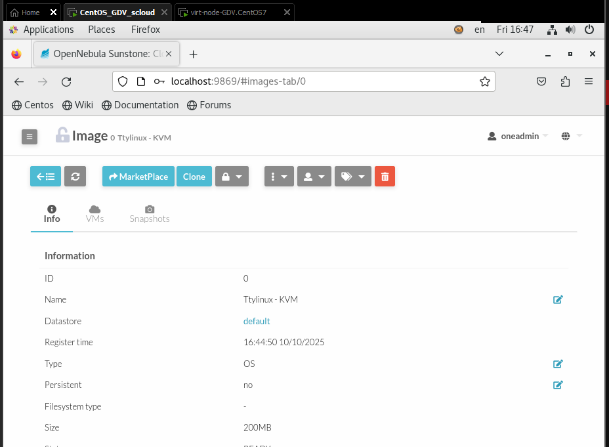 Home
CentOS_GDV_scloud
virt-node-GDV.CentOS7
Applications Places Firefox en Fri 16:47
OpenNebula Sunstone: Clo
localhost:9869/#images-tab/0
Centos Wiki Documentation Forums
Image 0 Ttylinux - KVM oneadmin
MarketPlace Clone
Info VMs Snapshots
Information
ID 0
Name Ttylinux - KVM
Datastore default
Register time 16:44:50 10/10/2025
Type OS
Persistent no
Filesystem type -
Size 200MB